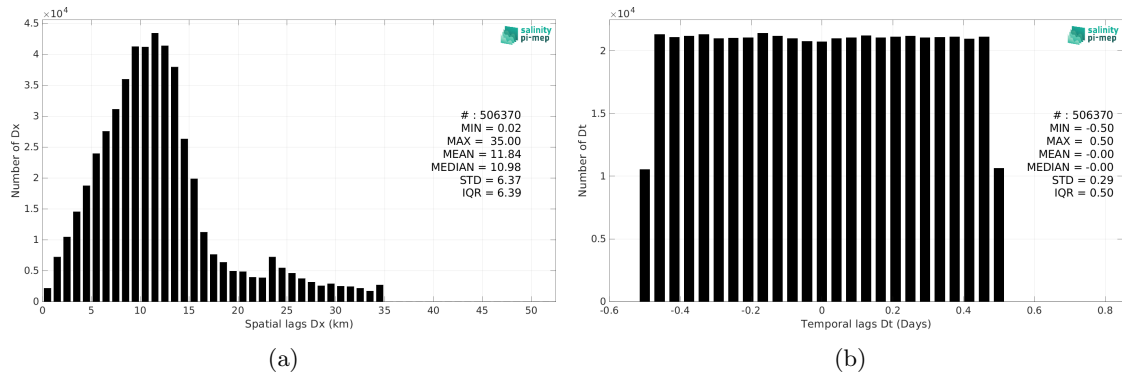 ×10⁴
4.5
4
3.5
3
2.5
2
1.5
1
0.5
0
Number of Dx
0 5 10 15 20 25 30 35 40 45 50
Spatial lags Dx (km)
salinity
pi-mep
# : 506370
MIN = 0.02
MAX = 35.00
MEAN = 11.84
MEDIAN = 10.98
STD = 6.37
IQR = 6.39
(a)
×10⁴
2
1.5
1
0.5
0
Number of Dt
-0.6 -0.4 -0.2 0 0.2 0.4 0.6 0.8
Temporal lags Dt (Days)
salinity
pi-mep
# : 506370
MIN = -0.50
MAX = 0.50
MEAN = -0.00
MEDIAN = -0.00
STD = 0.29
IQR = 0.50
(b)